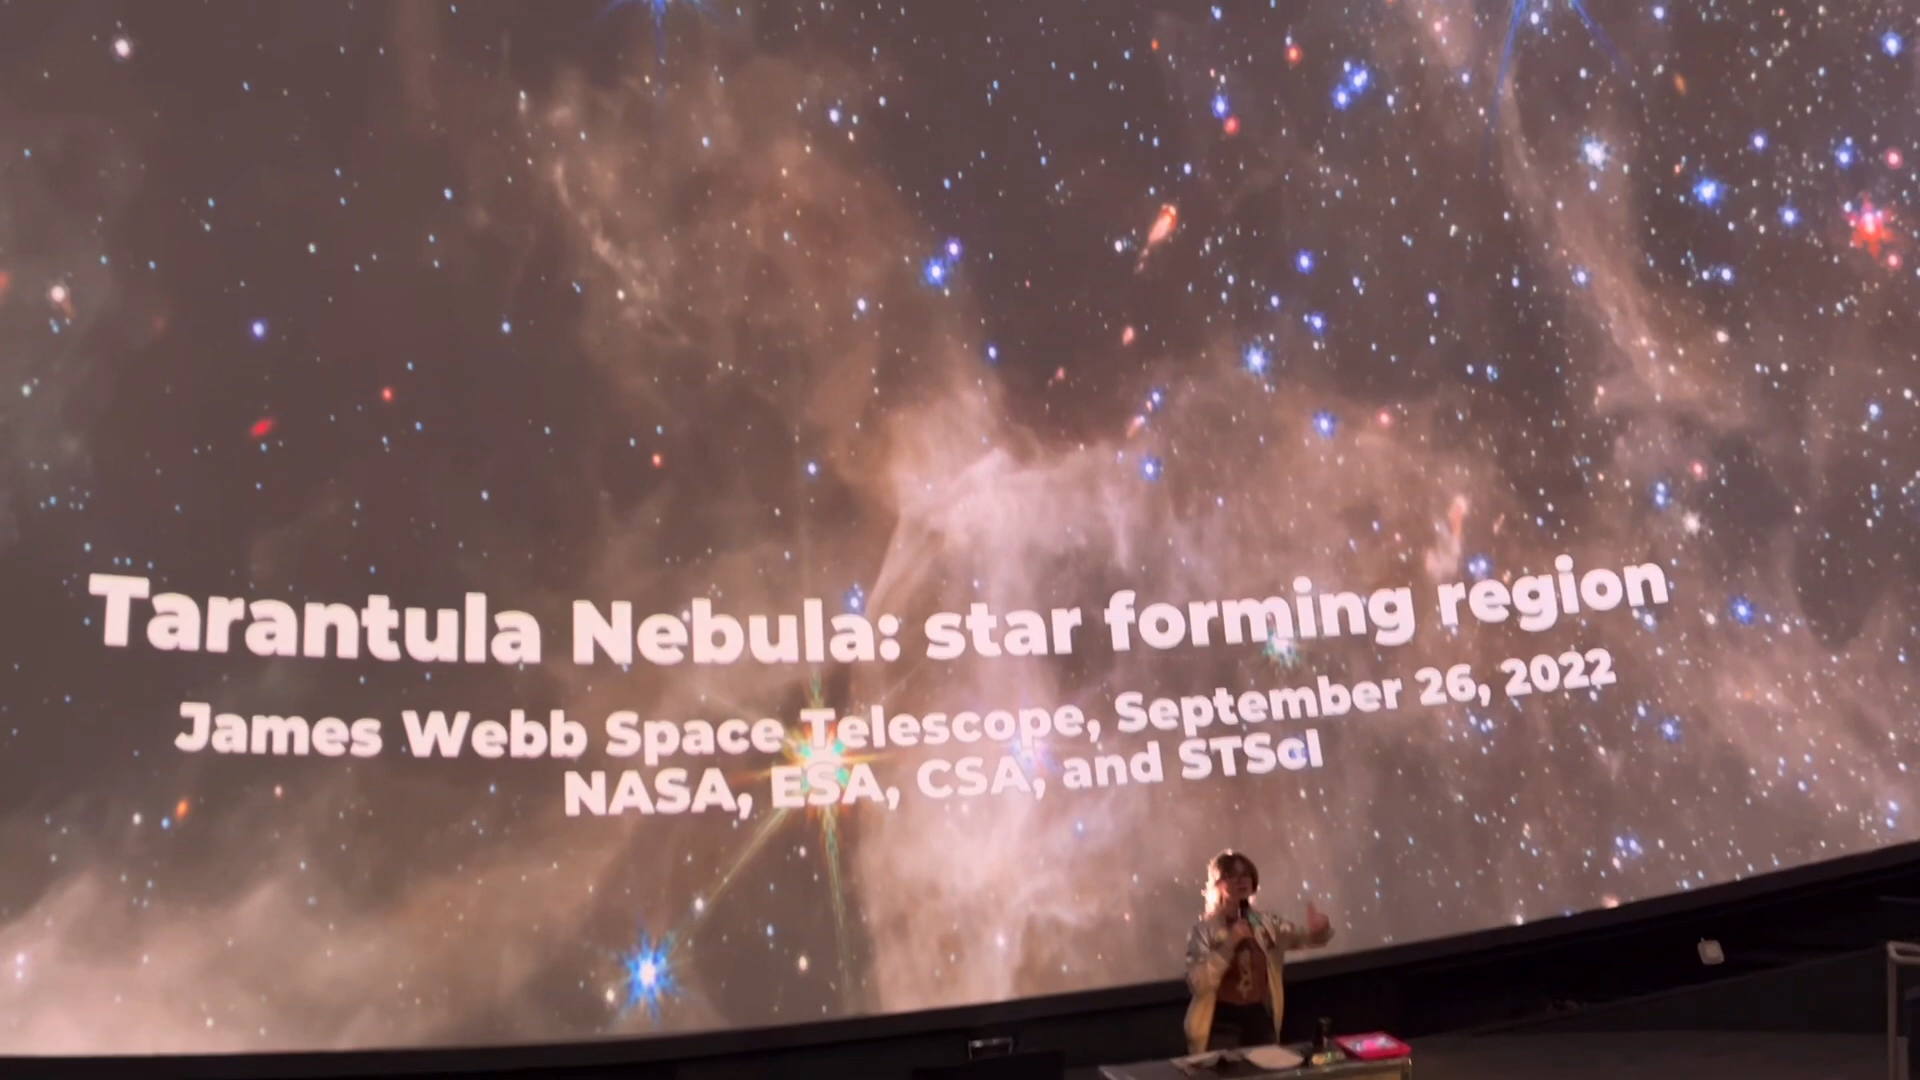 Tarantula Nebula: star forming region
James Webb Space Telescope, September 26, 2022
NASA, ESA, CSA, and STScI